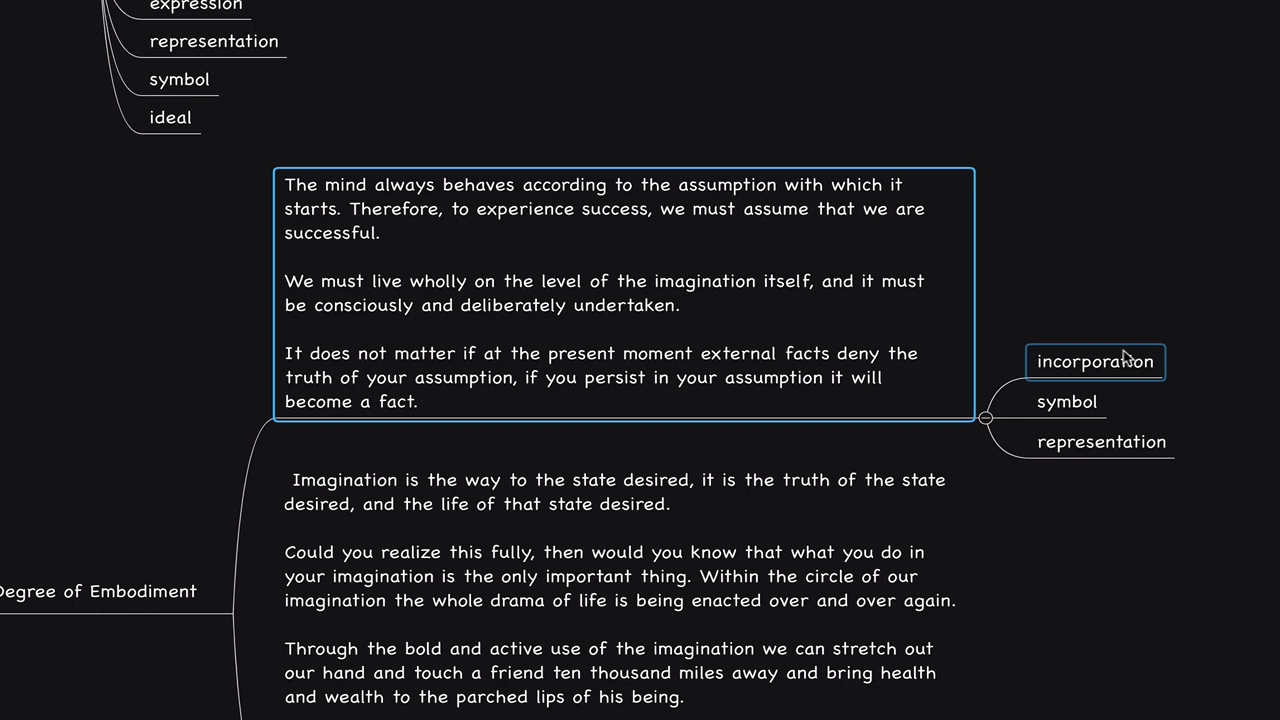 expression
representation
symbol
ideal
The mind always behaves according to the assumption with which it
starts. Therefore, to experience success, we must assume that we are
successful.
We must live wholly on the level of the imagination itself, and it must
be consciously and deliberately undertaken.
It does not matter if at the present moment external facts deny the
truth of your assumption, if you persist in your assumption it will
become a fact.
incorporation
symbol
representation
Imagination is the way to the state desired, it is the truth of the state
desired, and the life of that state desired.
Could you realize this fully, then would you know that what you do in
your imagination is the only important thing. Within the circle of our
imagination the whole drama of life is being enacted over and over again.
Degree of Embodiment
Through the bold and active use of the imagination we can stretch out
our hand and touch a friend ten thousand miles away and bring health
and wealth to the parched lips of his being.